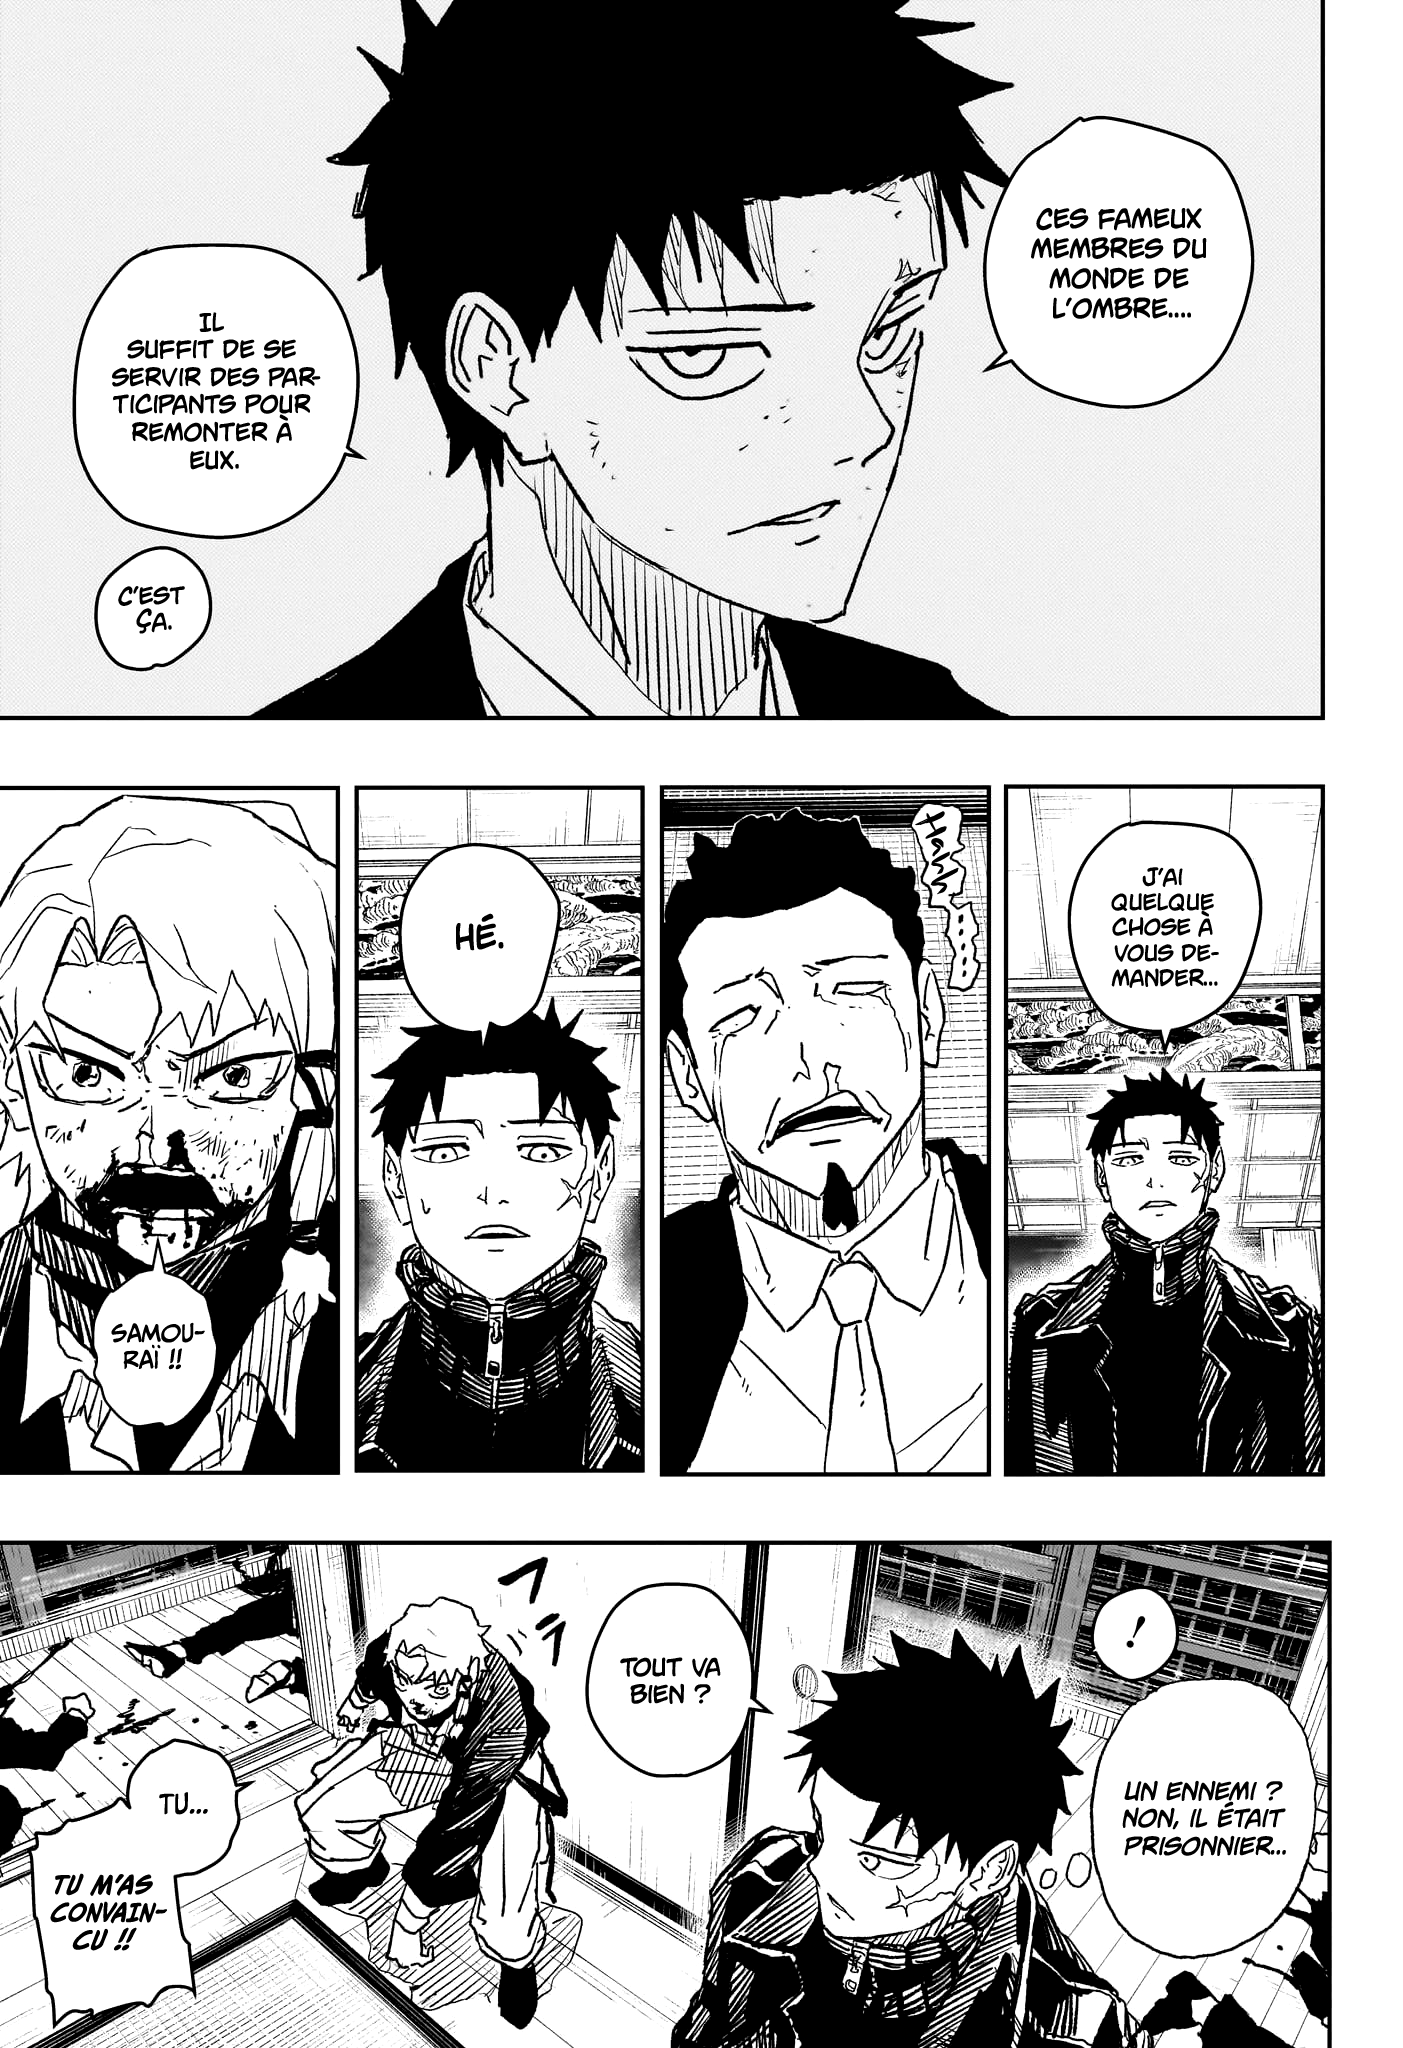 CES FAMEUX
MEMBRES DU
MONDE DE
L'OMBRE....
IL
SUFFIT DE SE
SERVIR DES PAR-
TICIPANTS POUR
REMONTER À
EUX.
C'EST
ÇA.
J'AI
QUELQUE
CHOSE À
VOUS DE-
MANDER...
Hahh......
HÉ.
SAMOU-
RAÏ !!
!
UN ENNEMI ?
NON, IL ÉTAIT
PRISONNIER...
TOUT VA
BIEN ?
TU...
TU M'AS
CONVAIN-
CU !!